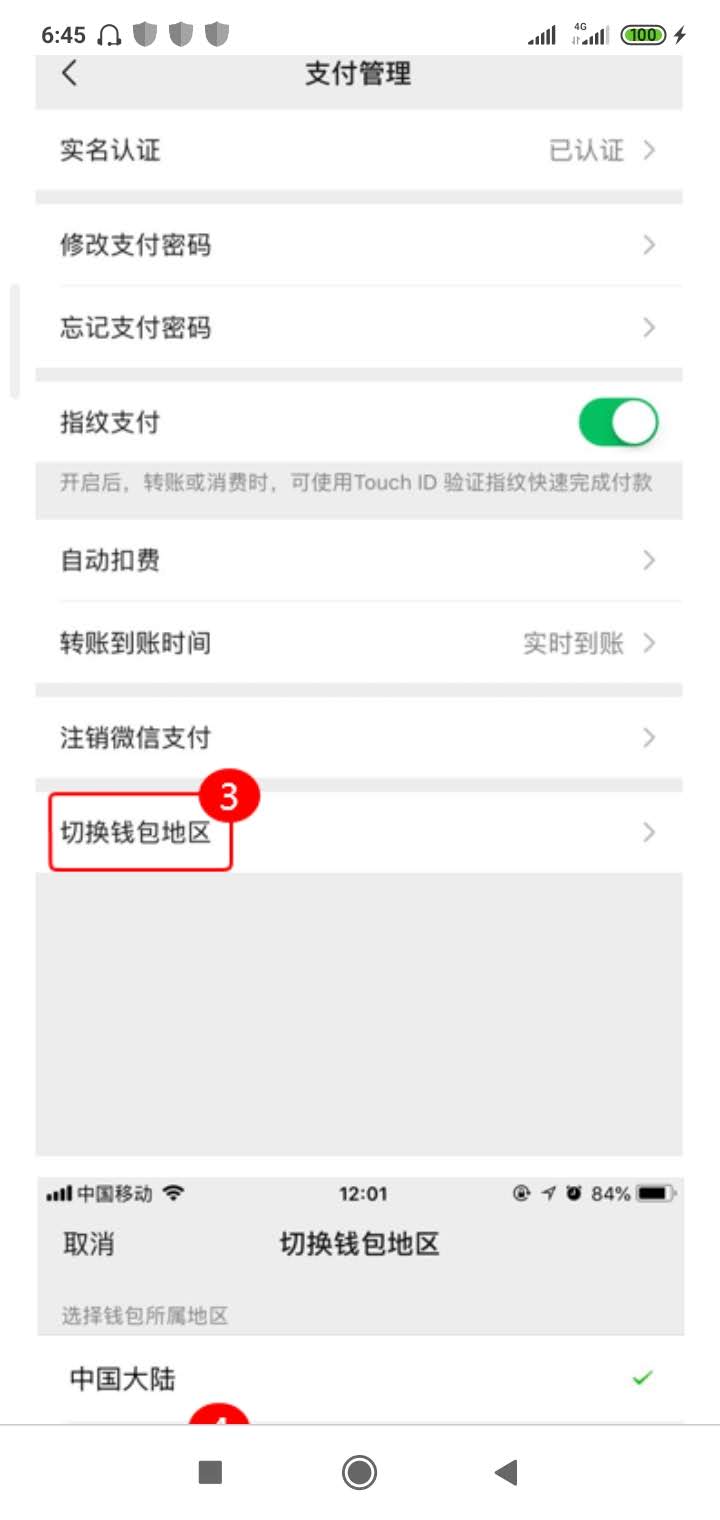 6:45 4G 100
支付管理
实名认证 已认证
修改支付密码
忘记支付密码
指纹支付
开启后，转账或消费时，可使用Touch ID 验证指纹快速完成付款
自动扣费
转账到账时间 实时到账
注销微信支付
3
切换钱包地区
中国移动 12:01 84%
取消 切换钱包地区
选择钱包所属地区
中国大陆